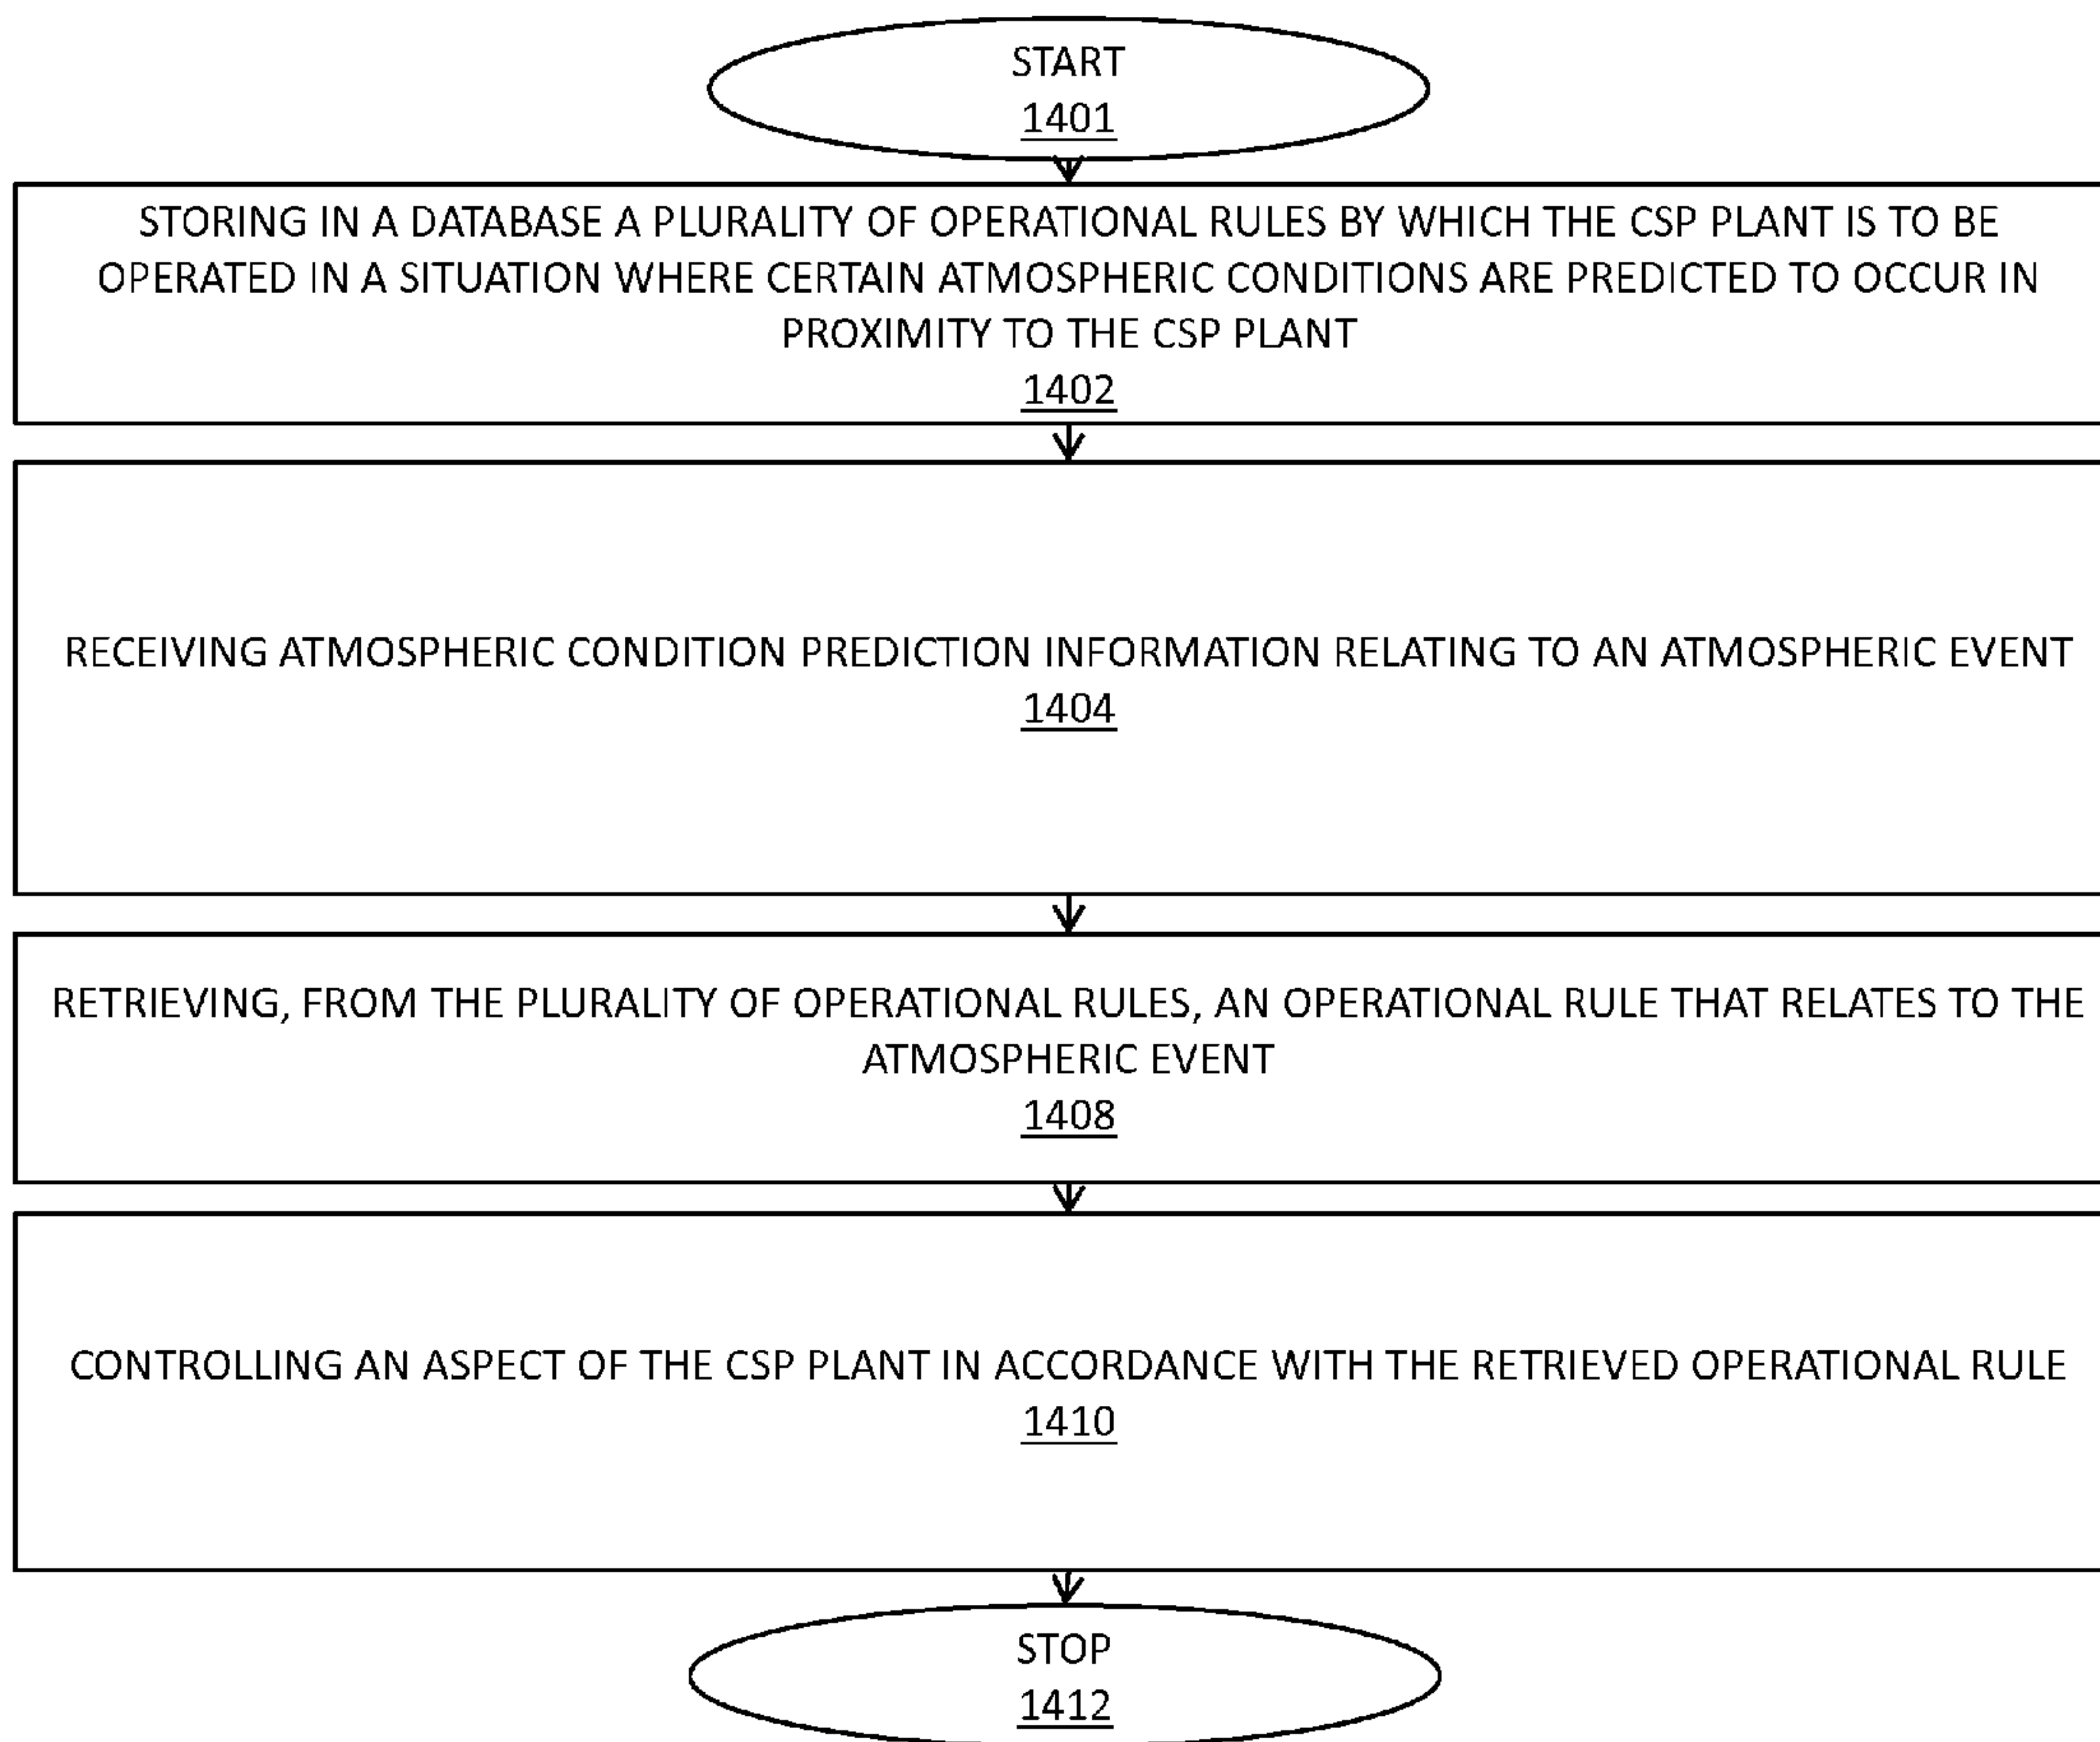 START
1401
STORING IN A DATABASE A PLURALITY OF OPERATIONAL RULES BY WHICH THE CSP PLANT IS TO BE
OPERATED IN A SITUATION WHERE CERTAIN ATMOSPHERIC CONDITIONS ARE PREDICTED TO OCCUR IN
PROXIMITY TO THE CSP PLANT
1402
RECEIVING ATMOSPHERIC CONDITION PREDICTION INFORMATION RELATING TO AN ATMOSPHERIC EVENT
1404
RETRIEVING, FROM THE PLURALITY OF OPERATIONAL RULES, AN OPERATIONAL RULE THAT RELATES TO THE
ATMOSPHERIC EVENT
1408
CONTROLLING AN ASPECT OF THE CSP PLANT IN ACCORDANCE WITH THE RETRIEVED OPERATIONAL RULE
1410
STOP
1412